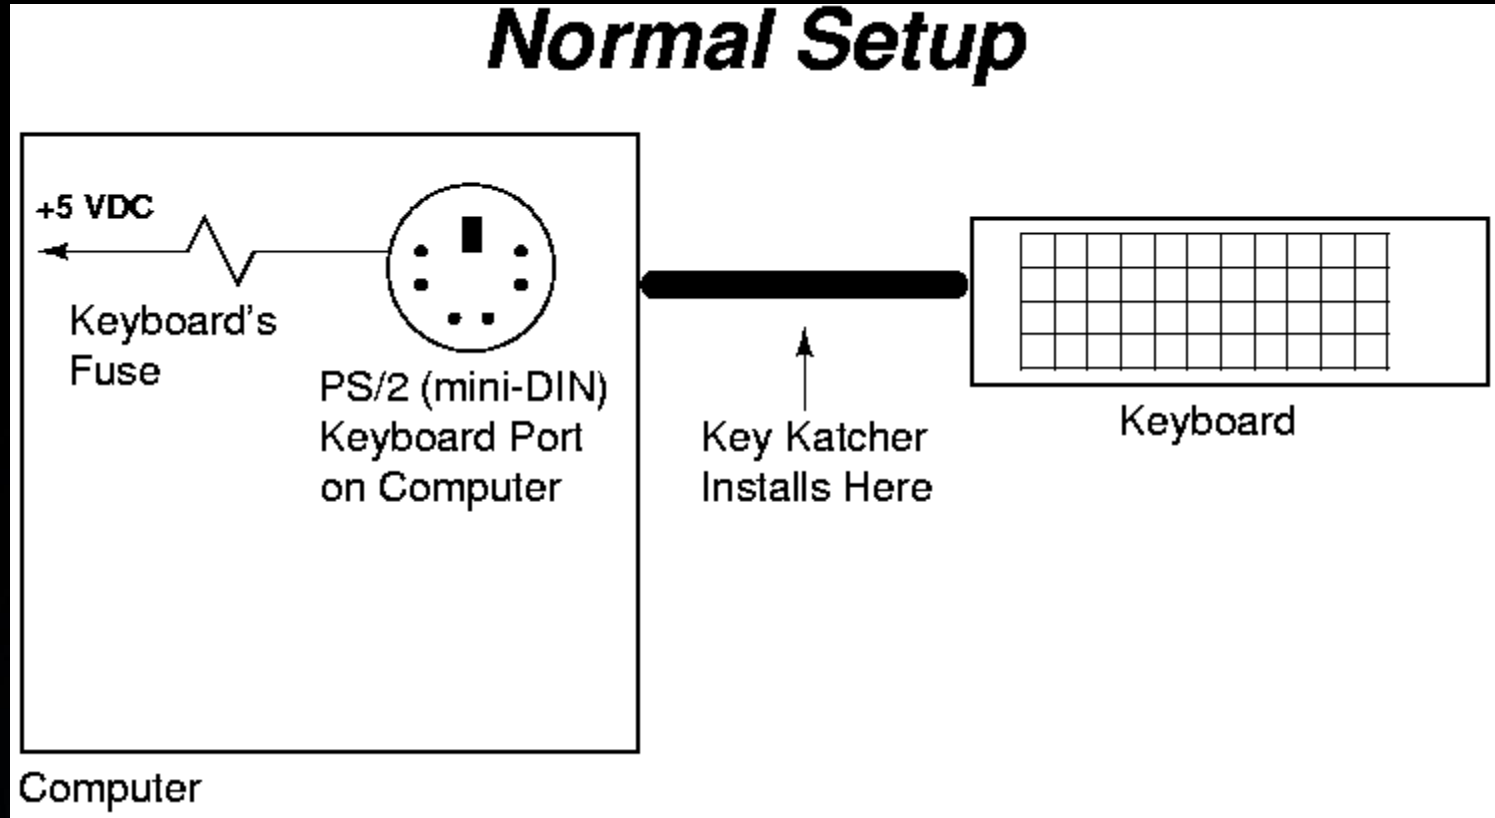 Normal Setup
+5 VDC
Keyboard's
Fuse
PS/2 (mini-DIN)
Keyboard Port
on Computer
Key Katcher
Installs Here
Keyboard
Computer